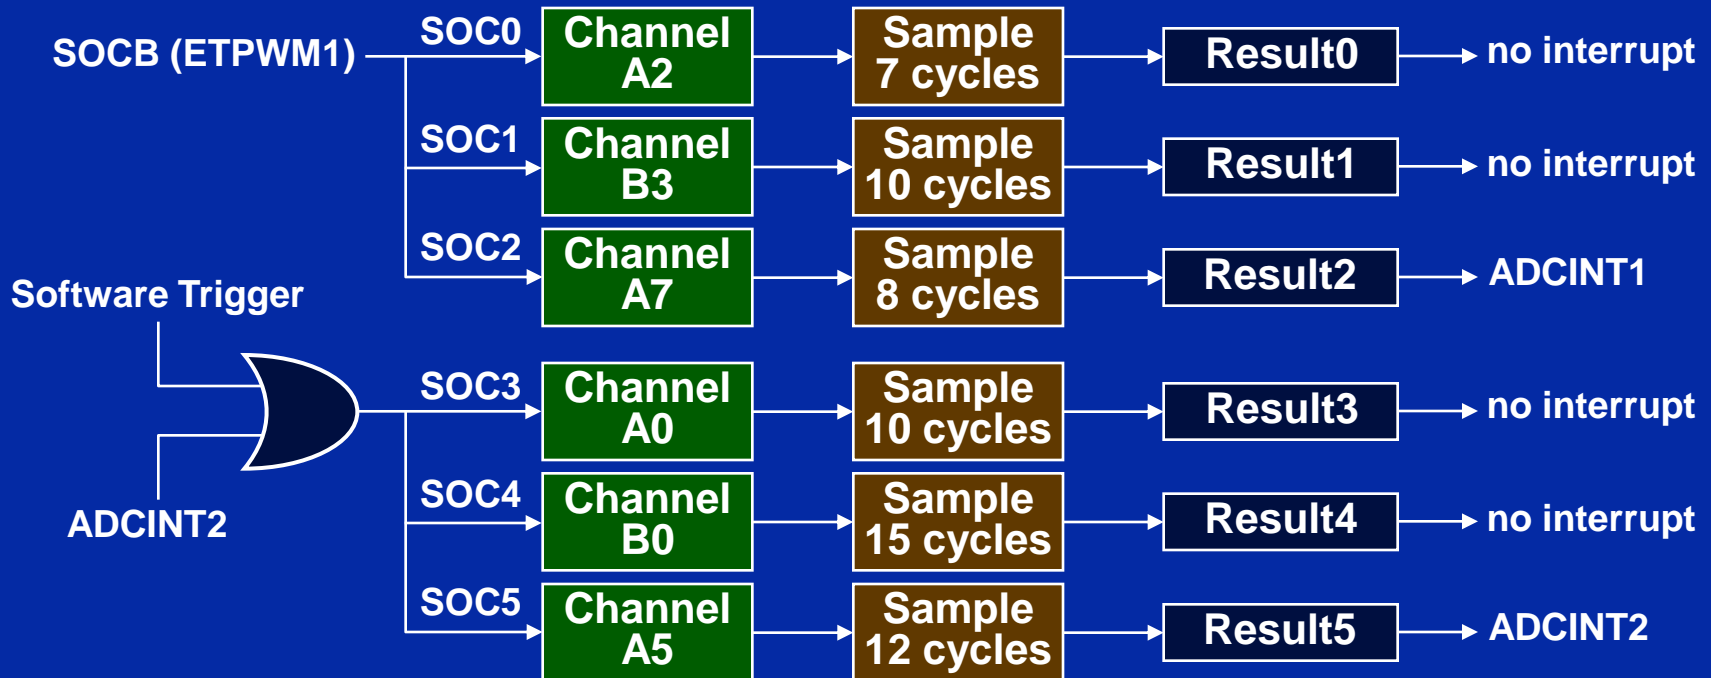 SOCB (ETPWM1)
SOC0
Channel
A2
Sample
7 cycles
Result0
no interrupt
SOC1
Channel
B3
Sample
10 cycles
Result1
no interrupt
SOC2
Channel
A7
Sample
8 cycles
Result2
ADCINT1
Software Trigger
ADCINT2
SOC3
Channel
A0
Sample
10 cycles
Result3
no interrupt
SOC4
Channel
B0
Sample
15 cycles
Result4
no interrupt
SOC5
Channel
A5
Sample
12 cycles
Result5
ADCINT2